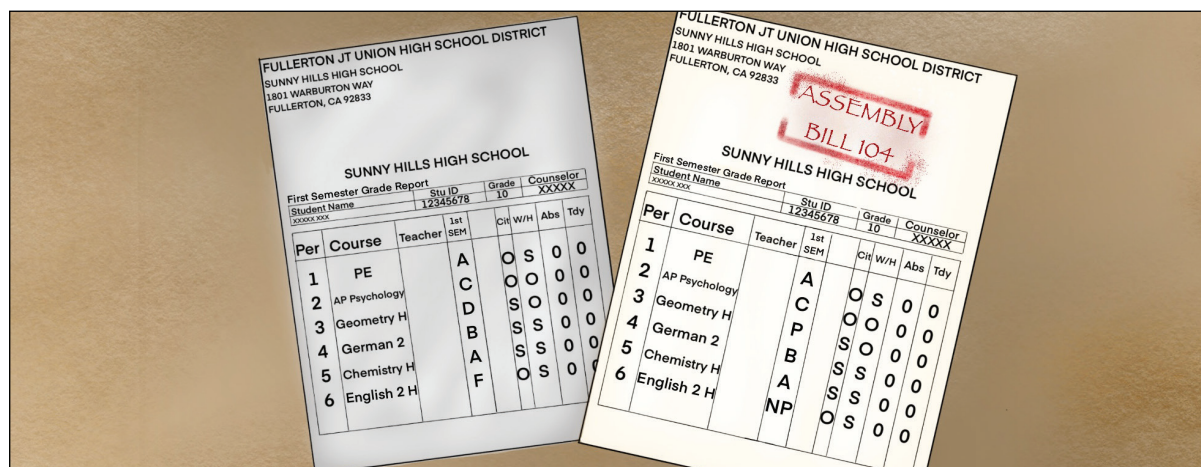 FULLERTON JT UNION HIGH SCHOOL DISTRICT
SUNNY HILLS HIGH SCHOOL
1801 WARBURTON WAY
FULLERTON, CA 92833
SUNNY HILLS HIGH SCHOOL
First Semester Grade Report
Student Name Stu ID Grade Counselor
xxxxx xxx 12345678 10 XXXXX
Per Course Teacher 1st SEM Cit W/H Abs Tdy
1 PE A O S 0 0
2 AP Psychology C O O 0 0
3 Geometry H D S O 0 0
4 German 2 B S S 0 0
5 Chemistry H A S S 0 0
6 English 2 H F O S 0 0
FULLERTON JT UNION HIGH SCHOOL DISTRICT
SUNNY HILLS HIGH SCHOOL
1801 WARBURTON WAY
FULLERTON, CA 92833
ASSEMBLY
BILL 104
SUNNY HILLS HIGH SCHOOL
First Semester Grade Report
Student Name Stu ID Grade Counselor
xxxxx xxx 12345678 10 XXXXX
Per Course Teacher 1st SEM Cit W/H Abs Tdy
1 PE A O S 0 0
2 AP Psychology C O O 0 0
3 Geometry H P S O 0 0
4 German 2 B S S 0 0
5 Chemistry H A S S 0 0
6 English 2 H NP O S 0 0